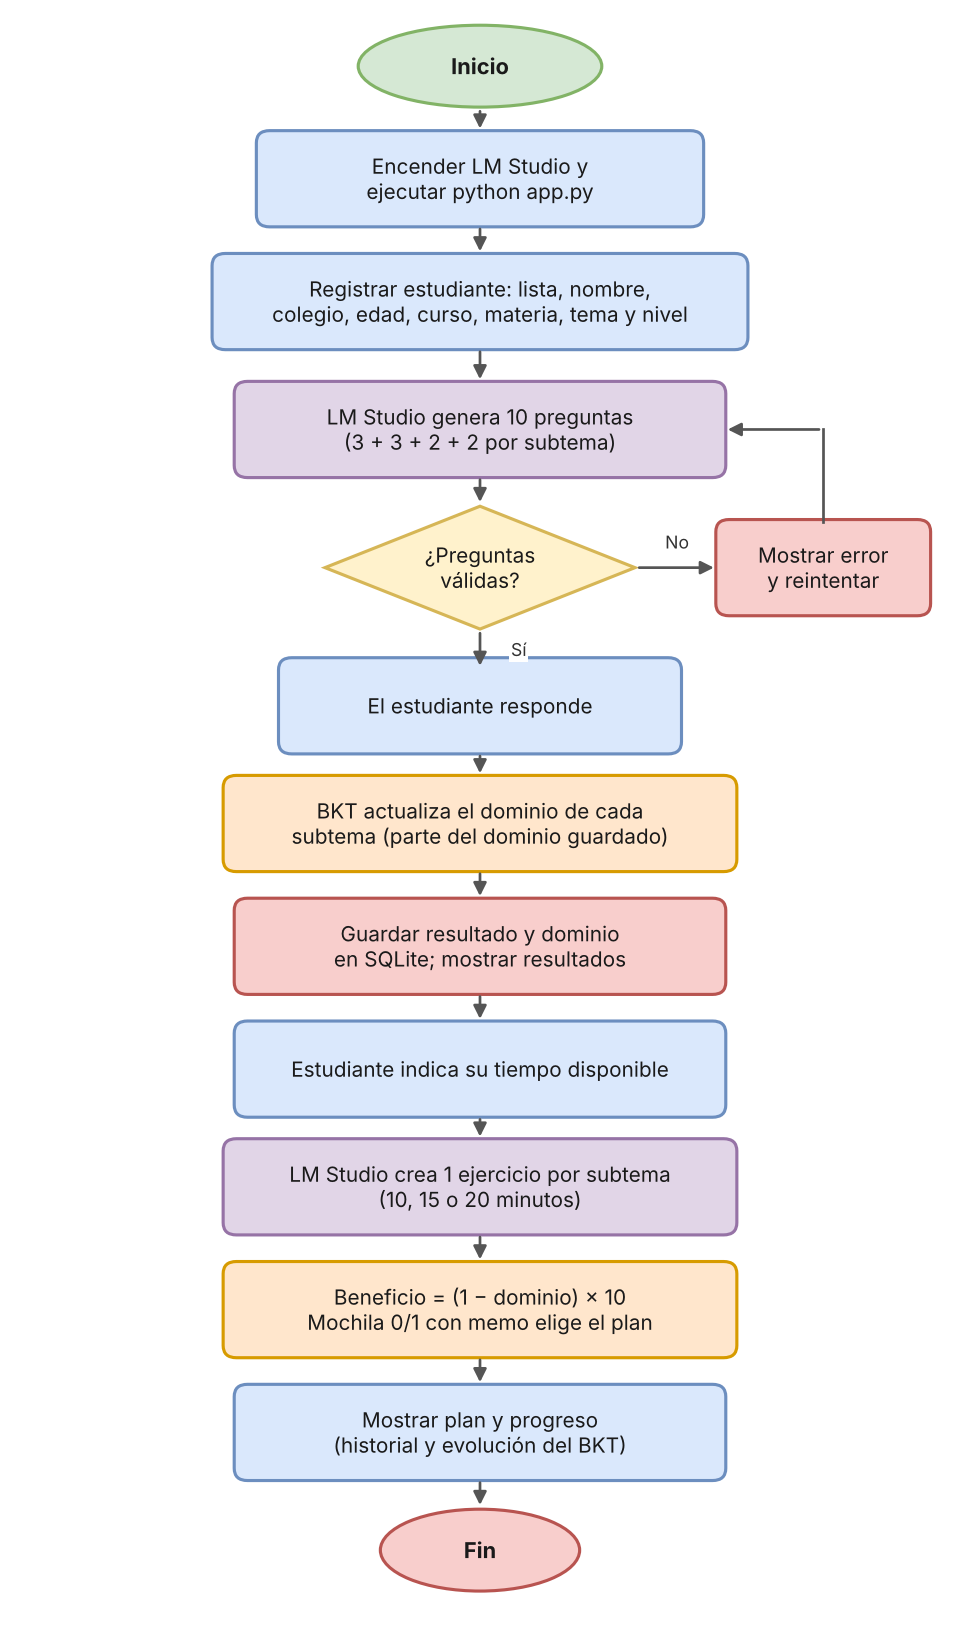 Inicio
Encender LM Studio y
ejecutar python app.py
Registrar estudiante: lista, nombre,
colegio, edad, curso, materia, tema y nivel
LM Studio genera 10 preguntas
(3 + 3 + 2 + 2 por subtema)
¿Preguntas
válidas?
No
Mostrar error
y reintentar
Sí
El estudiante responde
BKT actualiza el dominio de cada
subtema (parte del dominio guardado)
Guardar resultado y dominio
en SQLite; mostrar resultados
Estudiante indica su tiempo disponible
LM Studio crea 1 ejercicio por subtema
(10, 15 o 20 minutos)
Beneficio = (1 − dominio) × 10
Mochila 0/1 con memo elige el plan
Mostrar plan y progreso
(historial y evolución del BKT)
Fin